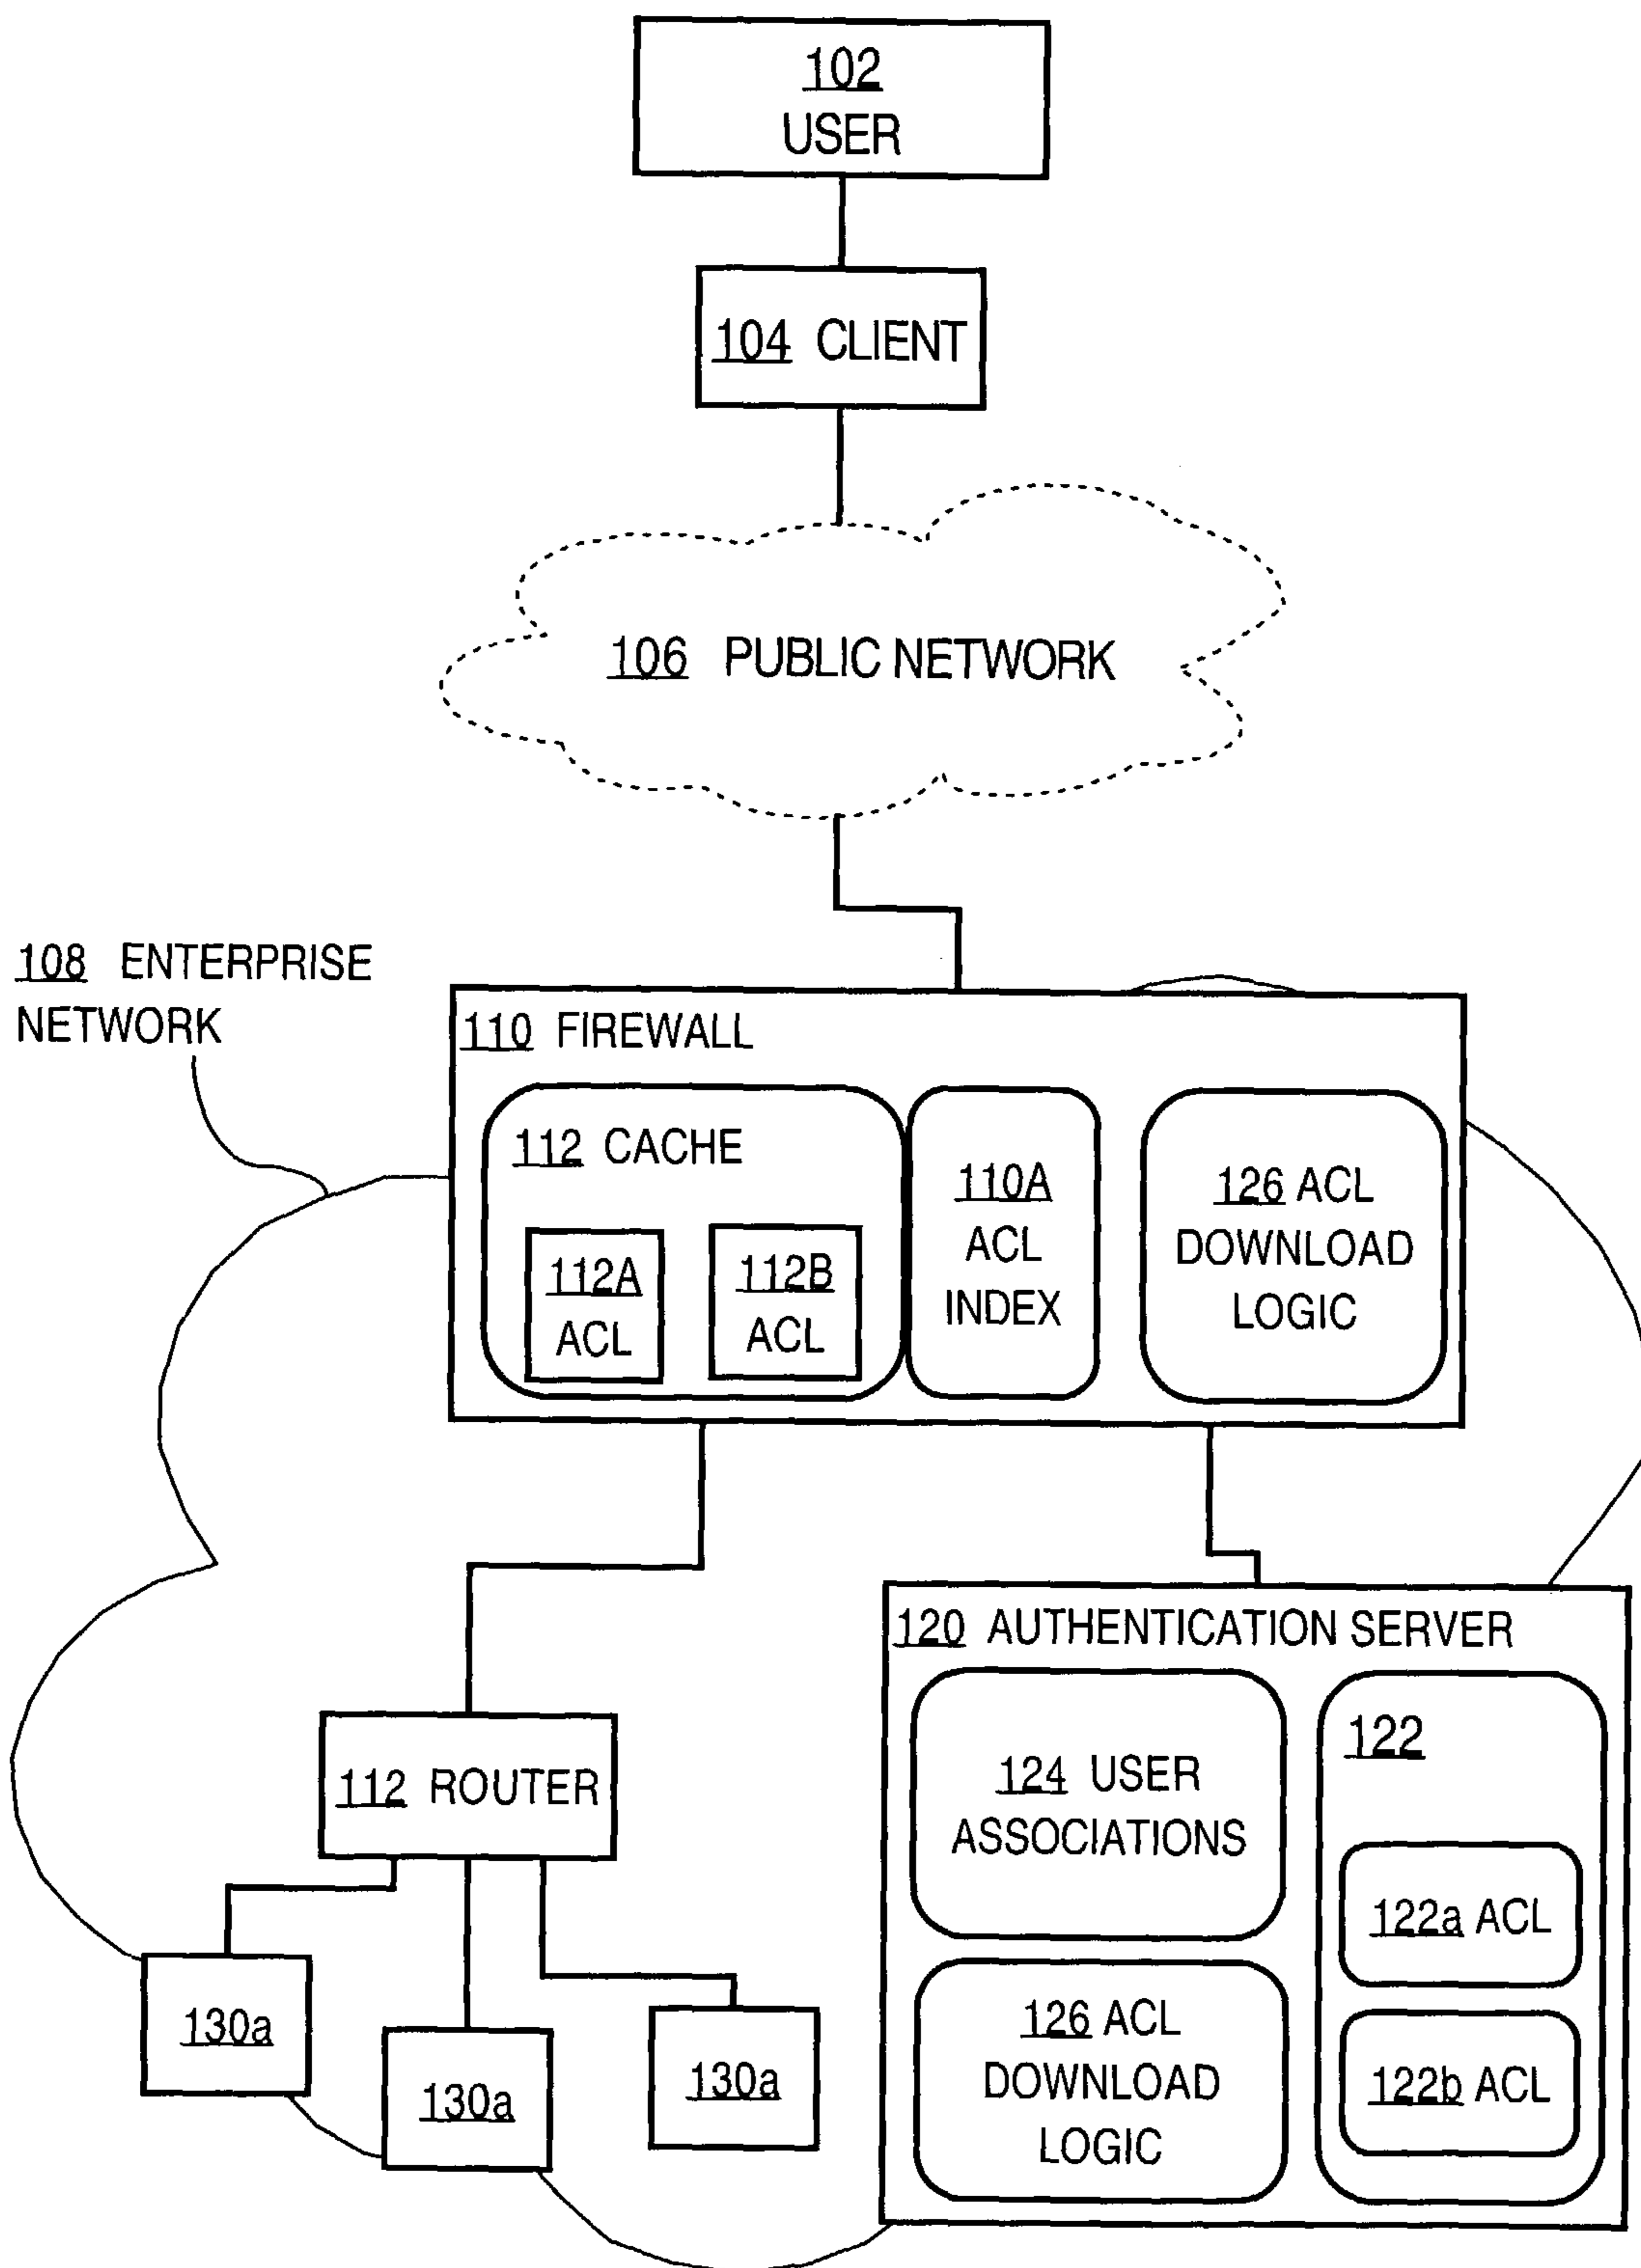 102
USER
104 CLIENT
106 PUBLIC NETWORK
108 ENTERPRISE
NETWORK
110 FIREWALL
112 CACHE
112A
ACL
112B
ACL
110A
ACL
INDEX
126 ACL
DOWNLOAD
LOGIC
112 ROUTER
130a
130a
130a
120 AUTHENTICATION SERVER
124 USER
ASSOCIATIONS
126 ACL
DOWNLOAD
LOGIC
122
122a ACL
122b ACL